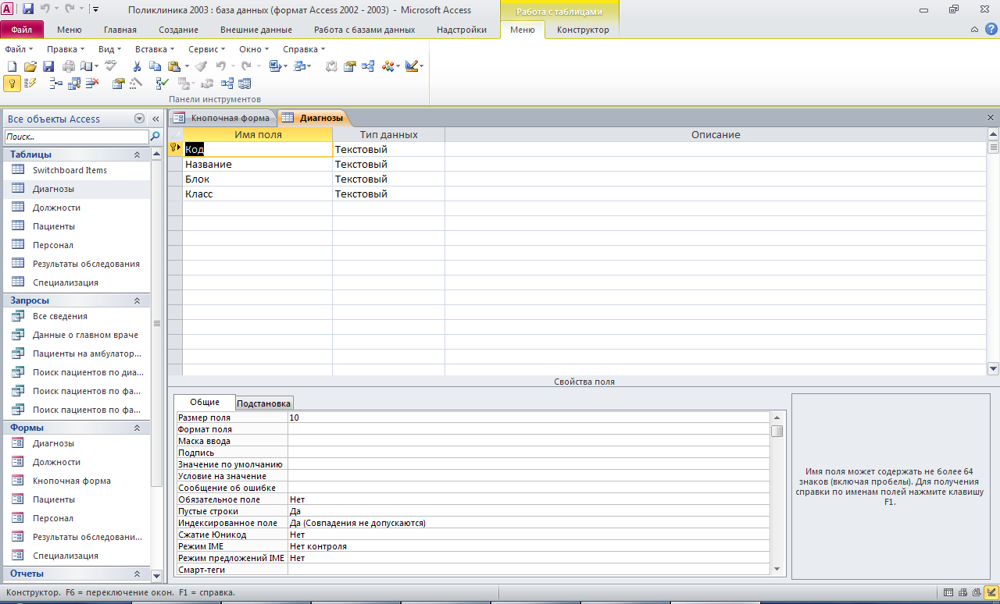 Поликлиника 2003 : база данных (формат Access 2002 - 2003) - Microsoft Access
Работа с таблицами
Файл Меню Главная Создание Внешние данные Работа с базами данных Надстройки Меню Конструктор
Файл Правка Вид Вставка Сервис Окно Справка
Панели инструментов
Все объекты Access
Поиск...
Таблицы
Switchboard Items
Диагнозы
Должности
Пациенты
Персонал
Результаты обследования
Специализация
Запросы
Все сведения
Данные о главном враче
Пациенты на амбулатор...
Поиск пациентов по диа...
Поиск пациентов по фа...
Поиск пациентов по фа...
Формы
Диагнозы
Должности
Кнопочная форма
Пациенты
Персонал
Результаты обследовани...
Специализация
Отчеты
Кнопочная форма Диагнозы
Имя поля Тип данных Описание
Код Текстовый
Название Текстовый
Блок Текстовый
Класс Текстовый
Свойства поля
Общие Подстановка
Размер поля 10
Формат поля
Маска ввода
Подпись
Значение по умолчанию
Условие на значение
Сообщение об ошибке
Обязательное поле Нет
Пустые строки Да
Индексированное поле Да (Совпадения не допускаются)
Сжатие Юникод Нет
Режим IME Нет контроля
Режим предложений IME Нет
Смарт-теги
Имя поля может содержать не более 64
знаков (включая пробелы). Для получения
справки по именам полей нажмите клавишу
F1.
Конструктор. F6 = переключение окон. F1 = справка.